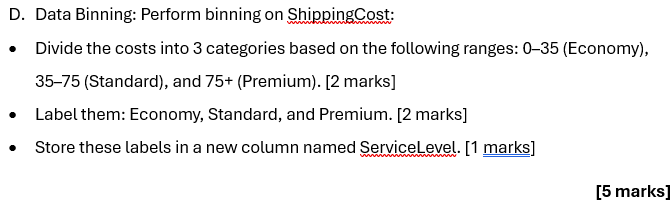 D. Data Binning: Perform binning on ShippingCost:
• Divide the costs into 3 categories based on the following ranges: 0–35 (Economy),
35–75 (Standard), and 75+ (Premium). [2 marks]
• Label them: Economy, Standard, and Premium. [2 marks]
• Store these labels in a new column named ServiceLevel. [1 marks]
[5 marks]